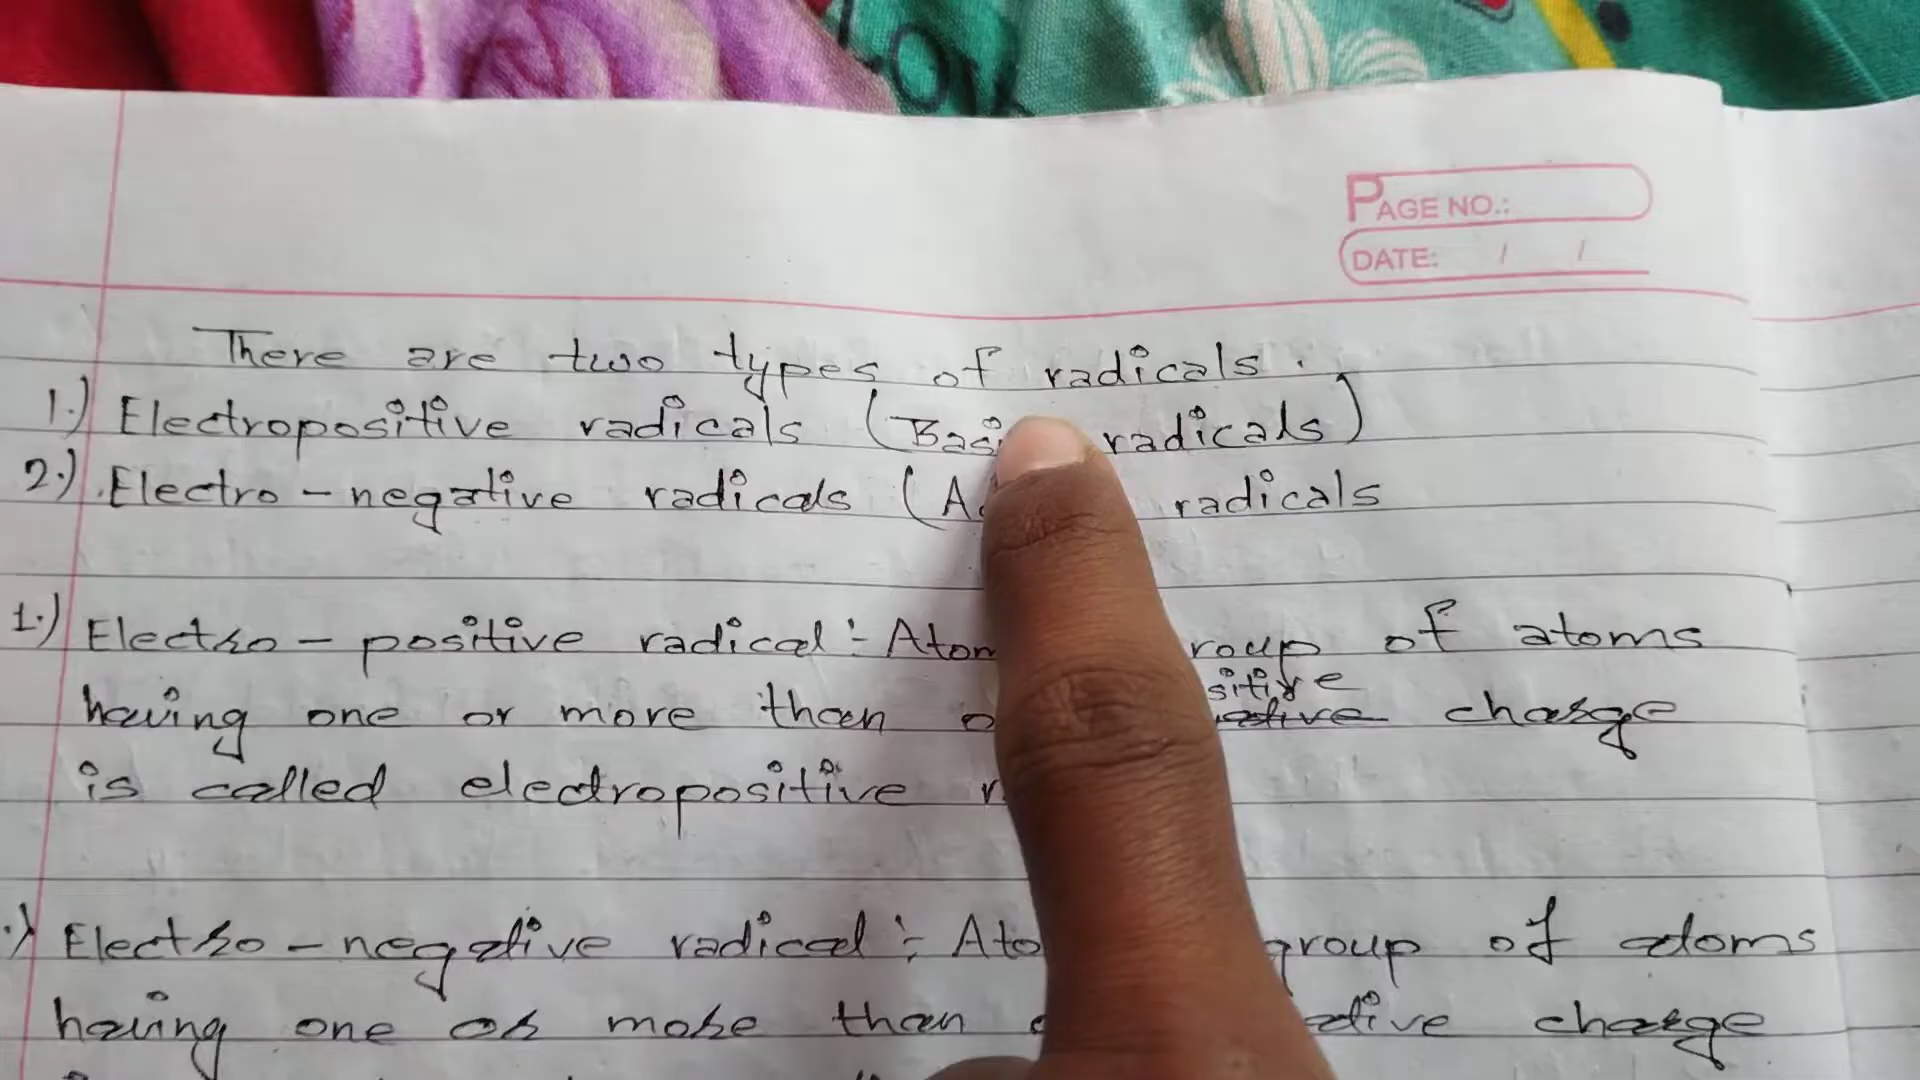 PAGE NO.:
DATE: / /
There are two types of radicals.
1.) Electropositive radicals (Basi radicals)
2.) Electro-negative radicals (A radicals
1.) Electro-positive radical :- Atom roup of atoms
having one or more than o sitive ative charge
is called electropositive r
.) Electro-negative radical :- Ato group of atoms
having one or more than ative charge